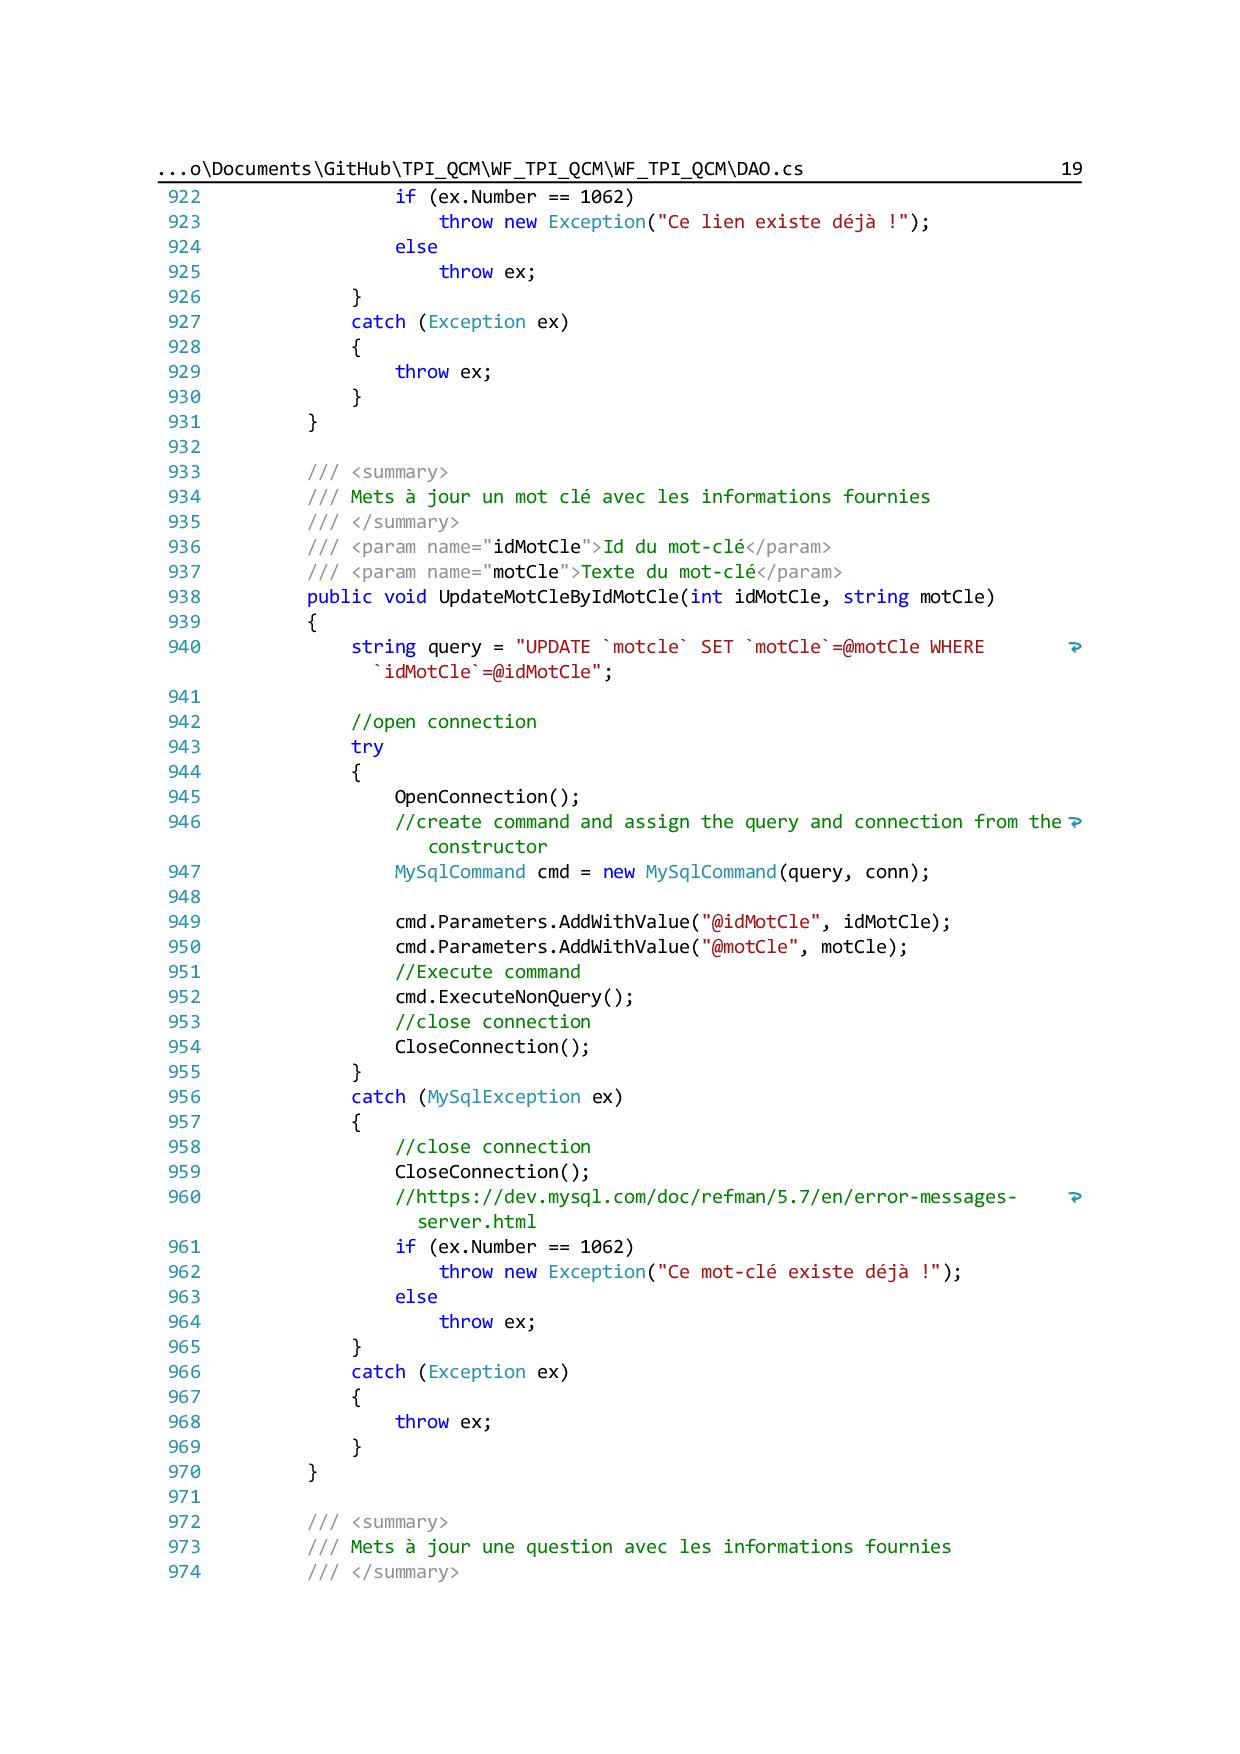 ...o\Documents\GitHub\TPI_QCM\WF_TPI_QCM\WF_TPI_QCM\DAO.cs 19
922 if (ex.Number == 1062)
923 throw new Exception("Ce lien existe déjà !");
924 else
925 throw ex;
926 }
927 catch (Exception ex)
928 {
929 throw ex;
930 }
931 }
932
933 /// <summary>
934 /// Mets à jour un mot clé avec les informations fournies
935 /// </summary>
936 /// <param name="idMotCle">Id du mot-clé</param>
937 /// <param name="motCle">Texte du mot-clé</param>
938 public void UpdateMotCleByIdMotCle(int idMotCle, string motCle)
939 {
940 string query = "UPDATE `motcle` SET `motCle`=@motCle WHERE
`idMotCle`=@idMotCle";
941
942 //open connection
943 try
944 {
945 OpenConnection();
946 //create command and assign the query and connection from the
constructor
947 MySqlCommand cmd = new MySqlCommand(query, conn);
948
949 cmd.Parameters.AddWithValue("@idMotCle", idMotCle);
950 cmd.Parameters.AddWithValue("@motCle", motCle);
951 //Execute command
952 cmd.ExecuteNonQuery();
953 //close connection
954 CloseConnection();
955 }
956 catch (MySqlException ex)
957 {
958 //close connection
959 CloseConnection();
960 //https://dev.mysql.com/doc/refman/5.7/en/error-messages-
server.html
961 if (ex.Number == 1062)
962 throw new Exception("Ce mot-clé existe déjà !");
963 else
964 throw ex;
965 }
966 catch (Exception ex)
967 {
968 throw ex;
969 }
970 }
971
972 /// <summary>
973 /// Mets à jour une question avec les informations fournies
974 /// </summary>